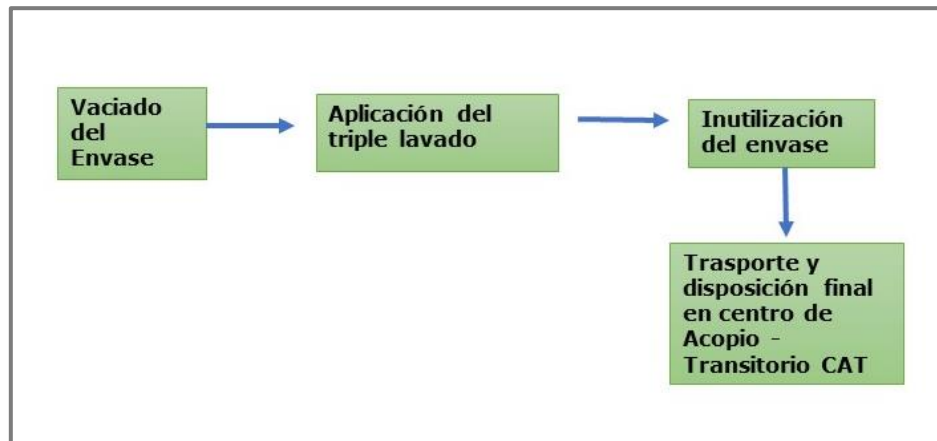 Vaciado
del
Envase
Aplicación del
triple lavado
Inutilización
del envase
Trasporte y
disposición final
en centro de
Acopio -
Transitorio CAT